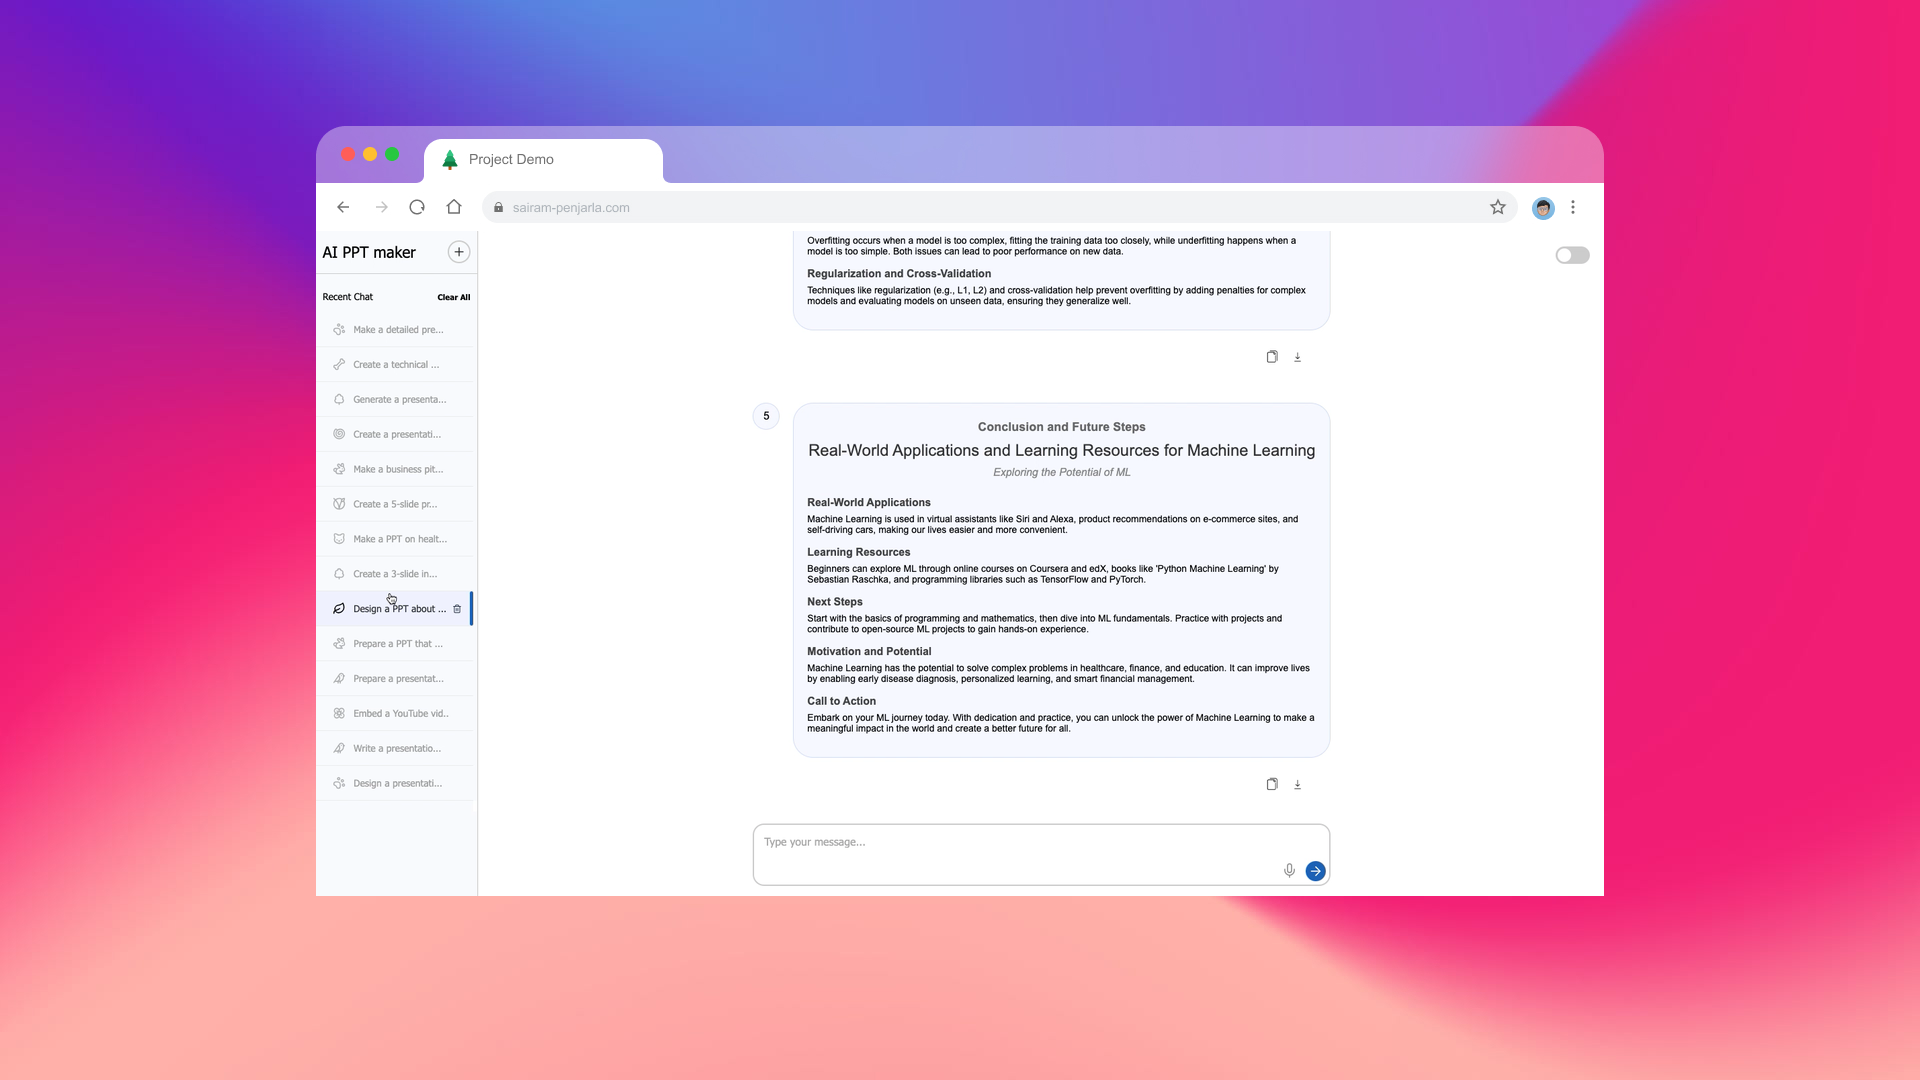 Project Demo
sairam-penjarla.com
AI PPT maker
Recent Chat
Clear All
Make a detailed pre...
Create a technical ...
Generate a presenta...
Create a presentati...
Make a business pit...
Create a 5-slide pr...
Make a PPT on healt...
Create a 3-slide in...
Design a PPT about ...
Prepare a PPT that ...
Prepare a presentat...
Embed a YouTube vid..
Write a presentatio...
Design a presentati...
Overfitting occurs when a model is too complex, fitting the training data too closely, while underfitting happens when a
model is too simple. Both issues can lead to poor performance on new data.
Regularization and Cross-Validation
Techniques like regularization (e.g., L1, L2) and cross-validation help prevent overfitting by adding penalties for complex
models and evaluating models on unseen data, ensuring they generalize well.
5
Conclusion and Future Steps
Real-World Applications and Learning Resources for Machine Learning
Exploring the Potential of ML
Real-World Applications
Machine Learning is used in virtual assistants like Siri and Alexa, product recommendations on e-commerce sites, and
self-driving cars, making our lives easier and more convenient.
Learning Resources
Beginners can explore ML through online courses on Coursera and edX, books like 'Python Machine Learning' by
Sebastian Raschka, and programming libraries such as TensorFlow and PyTorch.
Next Steps
Start with the basics of programming and mathematics, then dive into ML fundamentals. Practice with projects and
contribute to open-source ML projects to gain hands-on experience.
Motivation and Potential
Machine Learning has the potential to solve complex problems in healthcare, finance, and education. It can improve lives
by enabling early disease diagnosis, personalized learning, and smart financial management.
Call to Action
Embark on your ML journey today. With dedication and practice, you can unlock the power of Machine Learning to make a
meaningful impact in the world and create a better future for all.
Type your message...